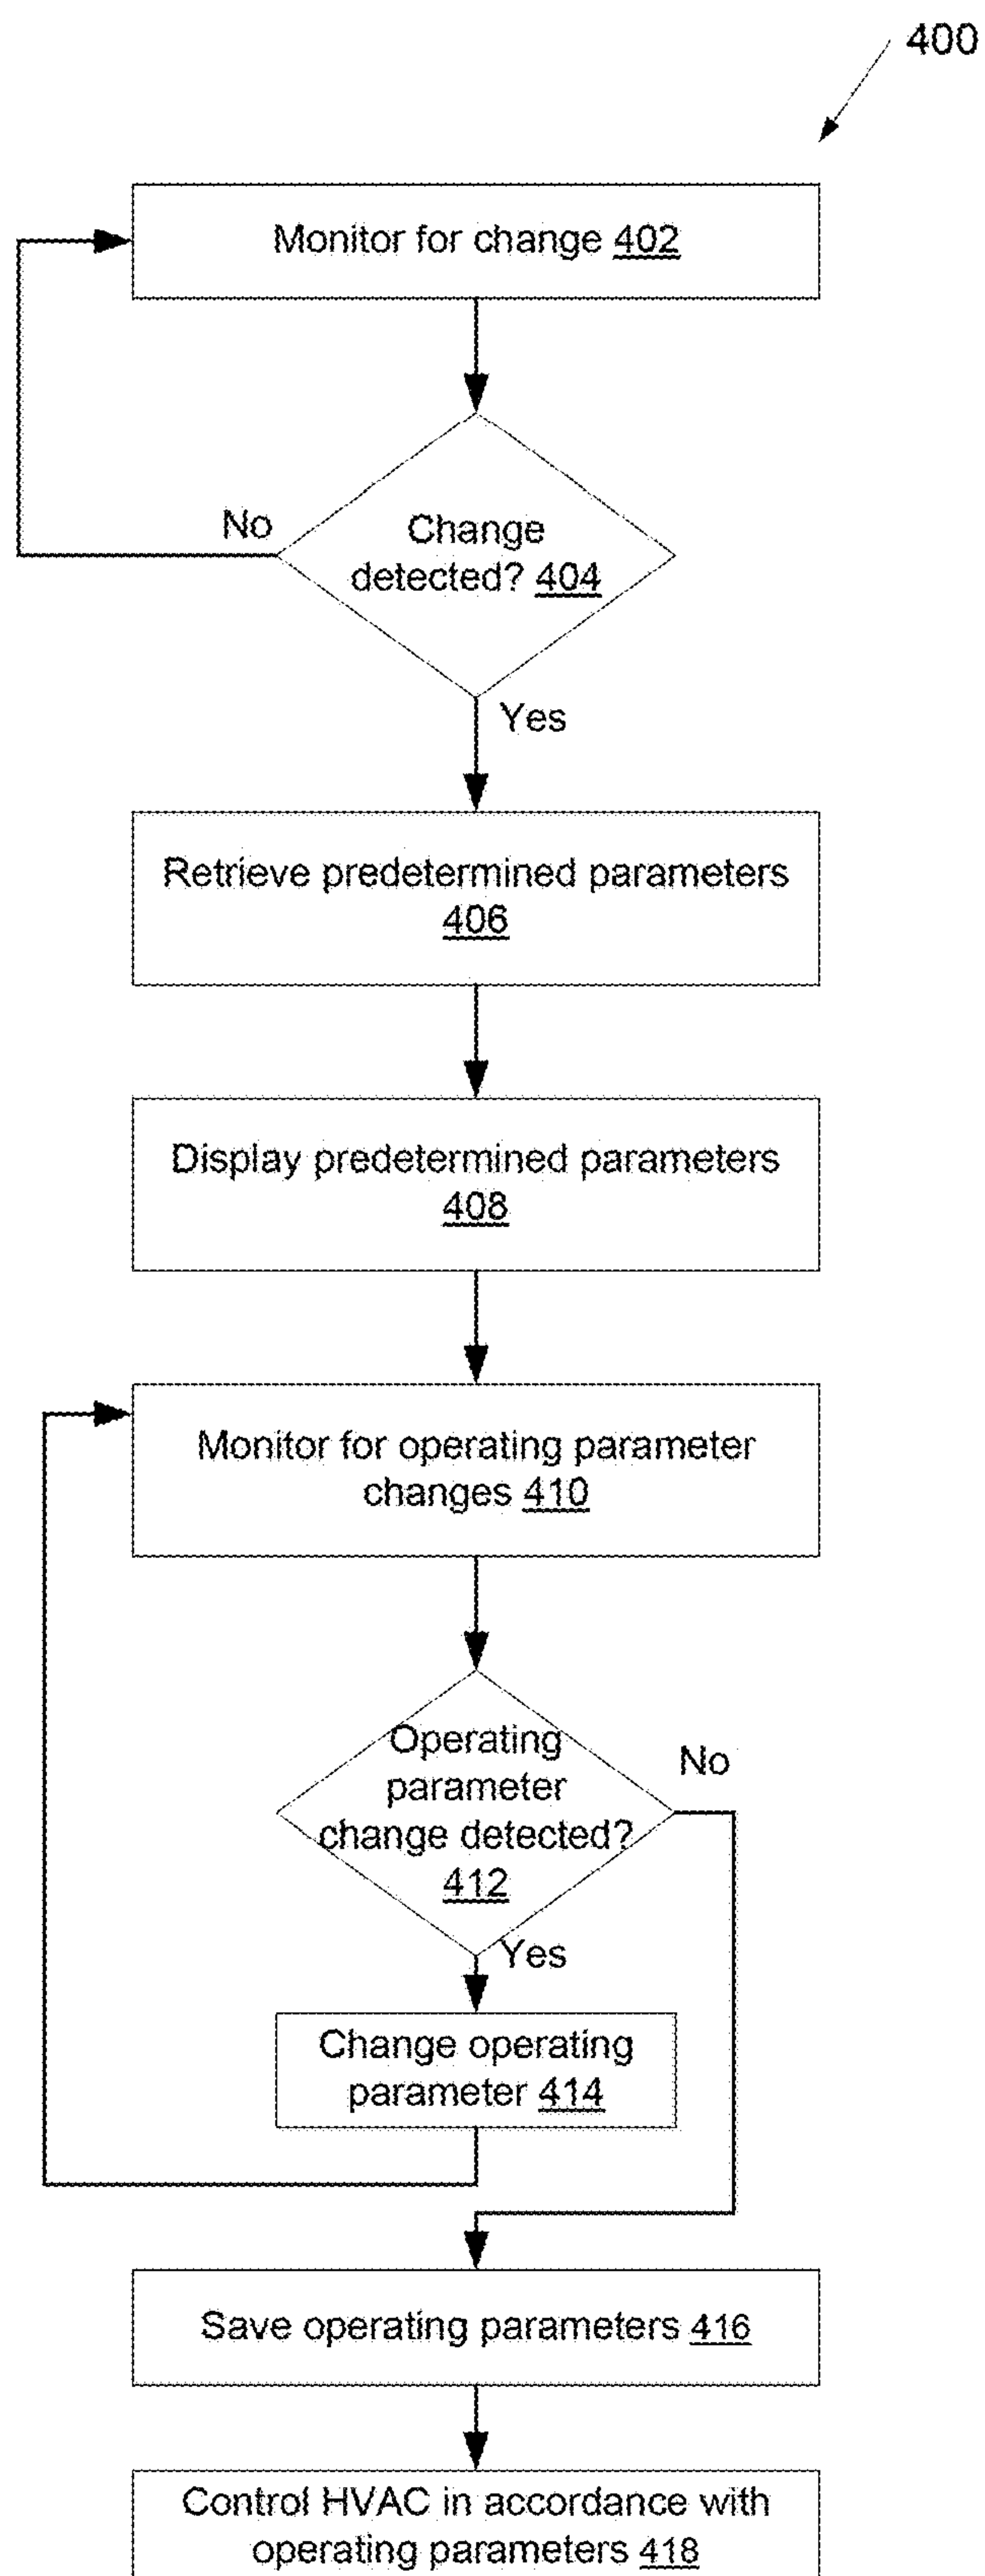 400
Monitor for change 402
Change
detected? 404
No
Yes
Retrieve predetermined parameters
406
Display predetermined parameters
408
Monitor for operating parameter
changes 410
Operating
parameter
change detected?
412
No
Yes
Change operating
parameter 414
Save operating parameters 416
Control HVAC in accordance with
operating parameters 418